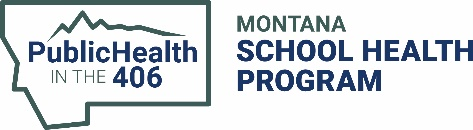 PublicHealth
IN THE 406
MONTANA
SCHOOL HEALTH
PROGRAM